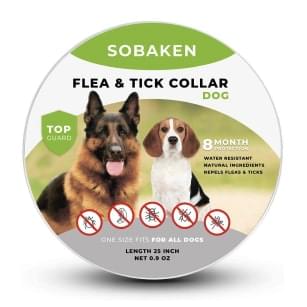 SOBAKEN
FLEA & TICK COLLAR
DOG
TOP
GUARD
8 MONTH
PROTECTION
WATER RESISTANT
NATURAL INGREDIENTS
REPELS FLEAS & TICKS
ONE SIZE FITS FOR ALL DOGS
LENGTH 25 INCH
NET 0.9 OZ